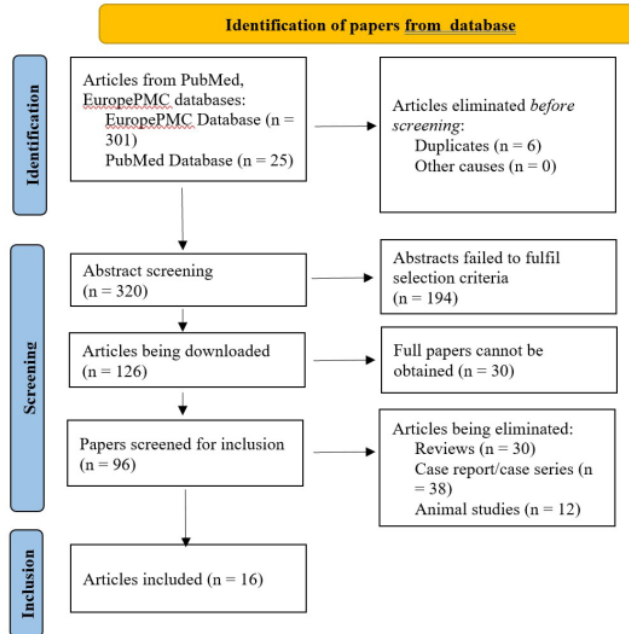 Identification of papers from database
Identification
Articles from PubMed,
EuropePMC databases:
EuropePMC Database (n =
301)
PubMed Database (n = 25)
Articles eliminated before
screening:
Duplicates (n = 6)
Other causes (n = 0)
Screening
Abstract screening
(n = 320)
Abstracts failed to fulfil
selection criteria
(n = 194)
Articles being downloaded
(n = 126)
Full papers cannot be
obtained (n = 30)
Papers screened for inclusion
(n = 96)
Articles being eliminated:
Reviews (n = 30)
Case report/case series (n
= 38)
Animal studies (n = 12)
Inclusion
Articles included (n = 16)